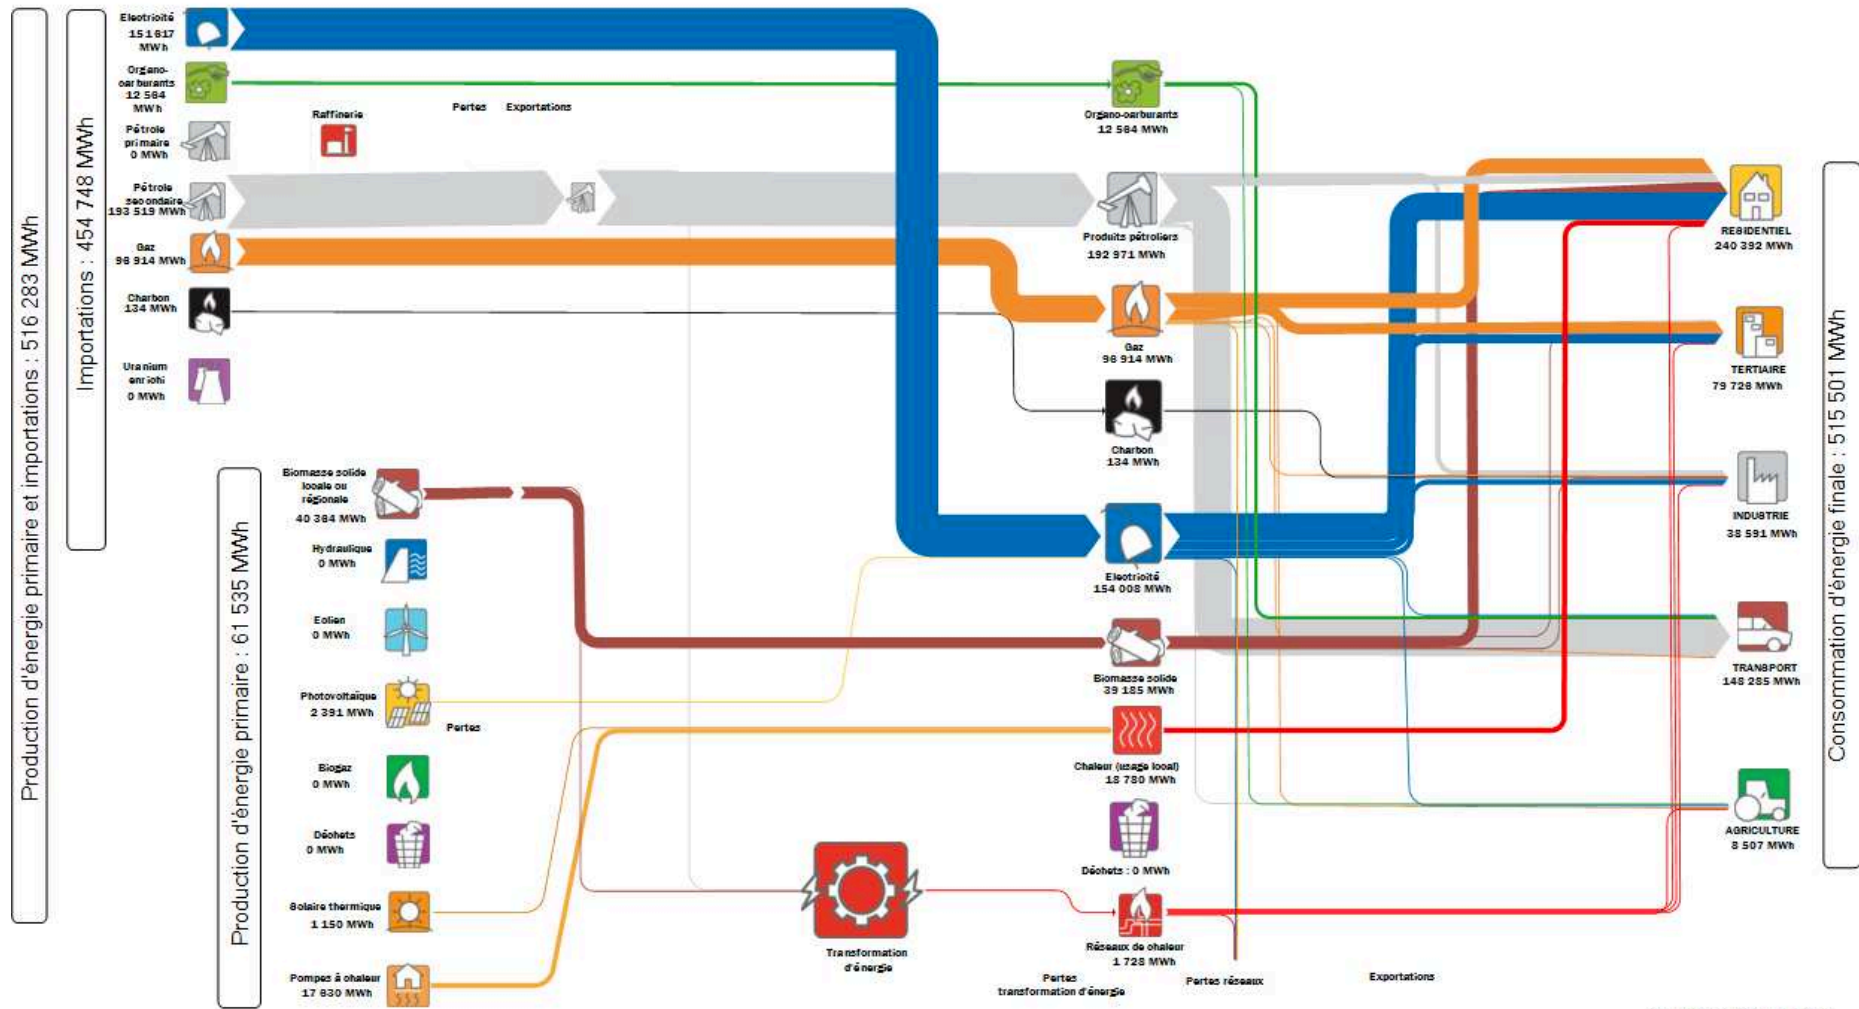 Production d'énergie primaire et importations : 516 283 MWh
Importations : 454 748 MWh
Electricité
151 617
MWh
Organo-
carburants
12 584
MWh
Pétrole
primaire
0 MWh
Pétrole
secondaire
193 519 MWh
Gaz
96 914 MWh
Charbon
134 MWh
Uranium
enrichi
0 MWh
Raffinerie
Pertes
Exportations
Production d'énergie primaire : 61 535 MWh
Biomasse solide
locale ou
régionale
40 384 MWh
Hydraulique
0 MWh
Eolien
0 MWh
Photovoltaïque
2 391 MWh
Pertes
Biogaz
0 MWh
Déchets
0 MWh
Solaire thermique
1 150 MWh
Pompes à chaleur
17 630 MWh
Transformation
d'énergie
Organo-carburants
12 584 MWh
Produits pétroliers
192 971 MWh
Gaz
96 914 MWh
Charbon
134 MWh
Electricité
154 008 MWh
Biomasse solide
39 185 MWh
Chaleur (usage local)
18 780 MWh
Déchets : 0 MWh
Réseaux de chaleur
1 728 MWh
Pertes
transformation d'énergie
Pertes réseaux
Exportations
RESIDENTIEL
240 392 MWh
TERTIAIRE
79 726 MWh
INDUSTRIE
38 591 MWh
TRANSPORT
148 285 MWh
AGRICULTURE
8 507 MWh
Consommation d'énergie finale : 515 501 MWh